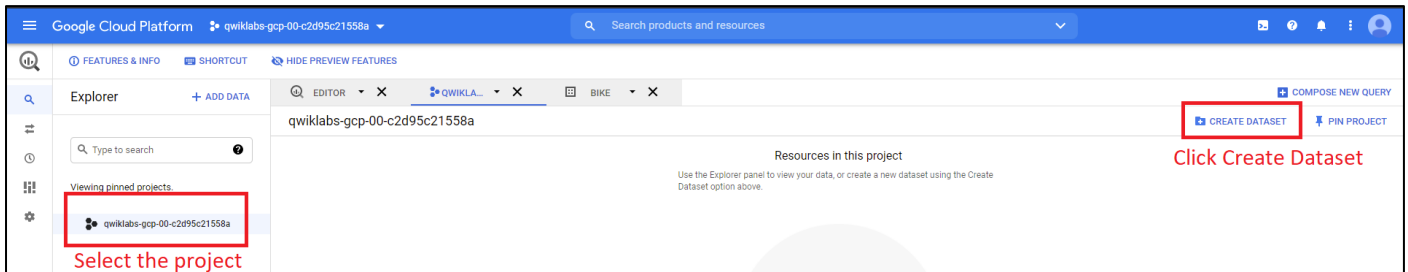 Google Cloud Platform
qwiklabs-gcp-00-c2d95c21558a
Search products and resources
FEATURES & INFO
SHORTCUT
HIDE PREVIEW FEATURES
Explorer
+ ADD DATA
EDITOR
QWIKLA...
BIKE
COMPOSE NEW QUERY
qwiklabs-gcp-00-c2d95c21558a
CREATE DATASET
PIN PROJECT
Type to search
Click Create Dataset
Resources in this project
Use the Explorer panel to view your data, or create a new dataset using the Create
Dataset option above.
Viewing pinned projects.
qwiklabs-gcp-00-c2d95c21558a
Select the project